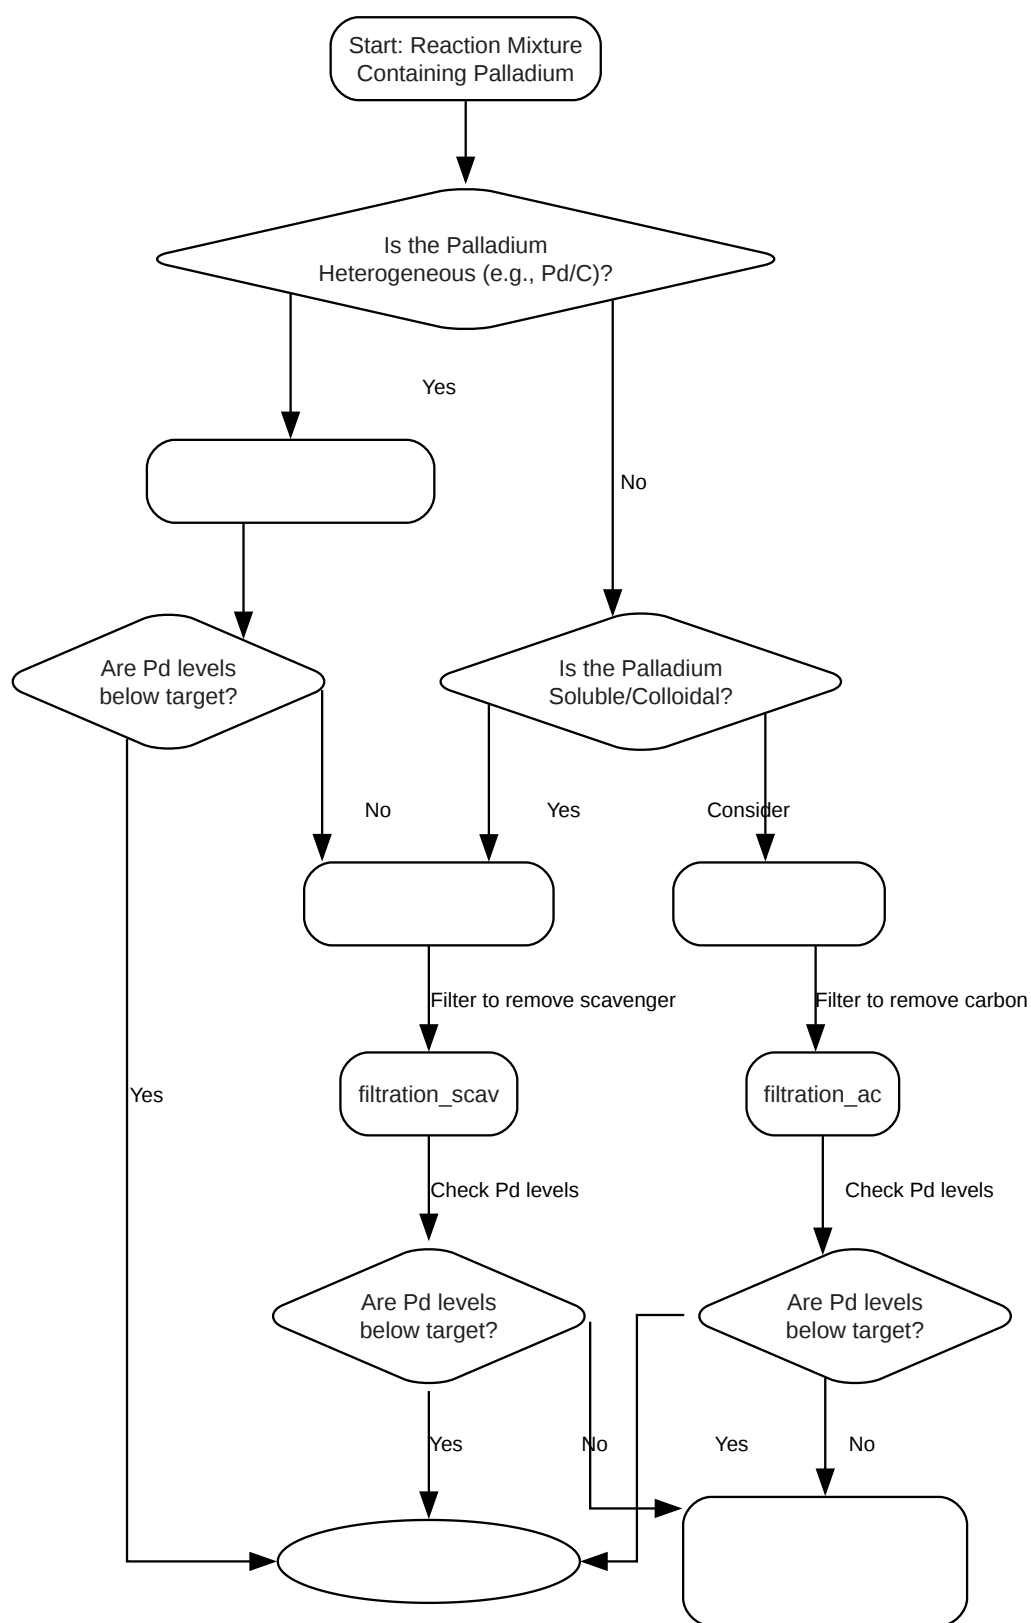 Start: Reaction Mixture
Containing Palladium
Is the Palladium
Heterogeneous (e.g., Pd/C)?
Yes
No
Are Pd levels
below target?
Is the Palladium
Soluble/Colloidal?
No
Yes
Consider
Filter to remove scavenger
Filter to remove carbon
Yes
filtration_scav
filtration_ac
Check Pd levels
Check Pd levels
Are Pd levels
below target?
Are Pd levels
below target?
Yes
No
Yes
No